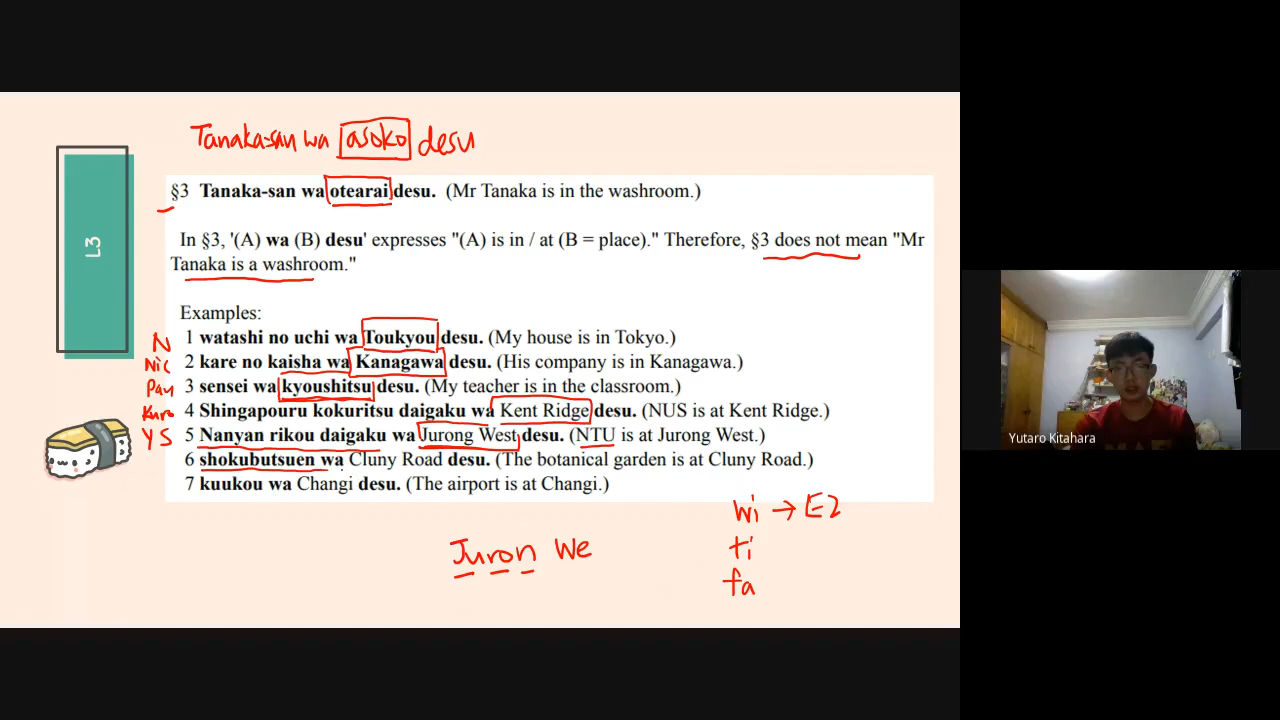 Tanaka-san wa asoko desu
L3
§3 Tanaka-san wa otearai desu. (Mr Tanaka is in the washroom.)
In §3, '(A) wa (B) desu' expresses "(A) is in / at (B = place)." Therefore, §3 does not mean "Mr
Tanaka is a washroom."
Examples:
N 1 watashi no uchi wa Toukyou desu. (My house is in Tokyo.)
Nic 2 kare no kaisha wa Kanagawa desu. (His company is in Kanagawa.)
3 sensei wa kyoushitsu desu. (My teacher is in the classroom.)
4 Shingapouru kokuritsu daigaku wa Kent Ridge desu. (NUS is at Kent Ridge.)
YS 5 Nanyan rikou daigaku wa Jurong West desu. (NTU is at Jurong West.)
6 shokubutsuen wa Cluny Road desu. (The botanical garden is at Cluny Road.)
7 kuukou wa Changi desu. (The airport is at Changi.)
wi → E2
Juron We
ti
fa
Yutaro Kitahara